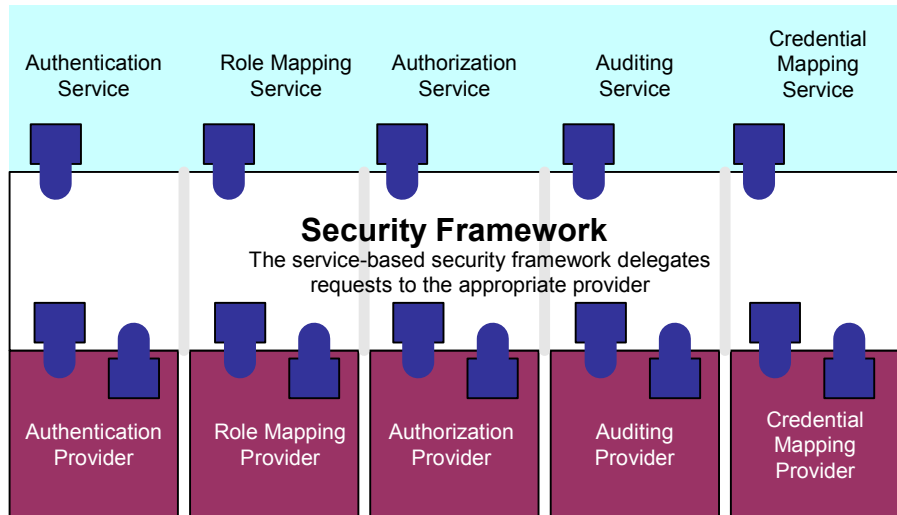 Authentication
Service
Role Mapping
Service
Authorization
Service
Auditing
Service
Credential
Mapping
Service
Security Framework
The service-based security framework delegates
requests to the appropriate provider
Authentication
Provider
Role Mapping
Provider
Authorization
Provider
Auditing
Provider
Credential
Mapping
Provider